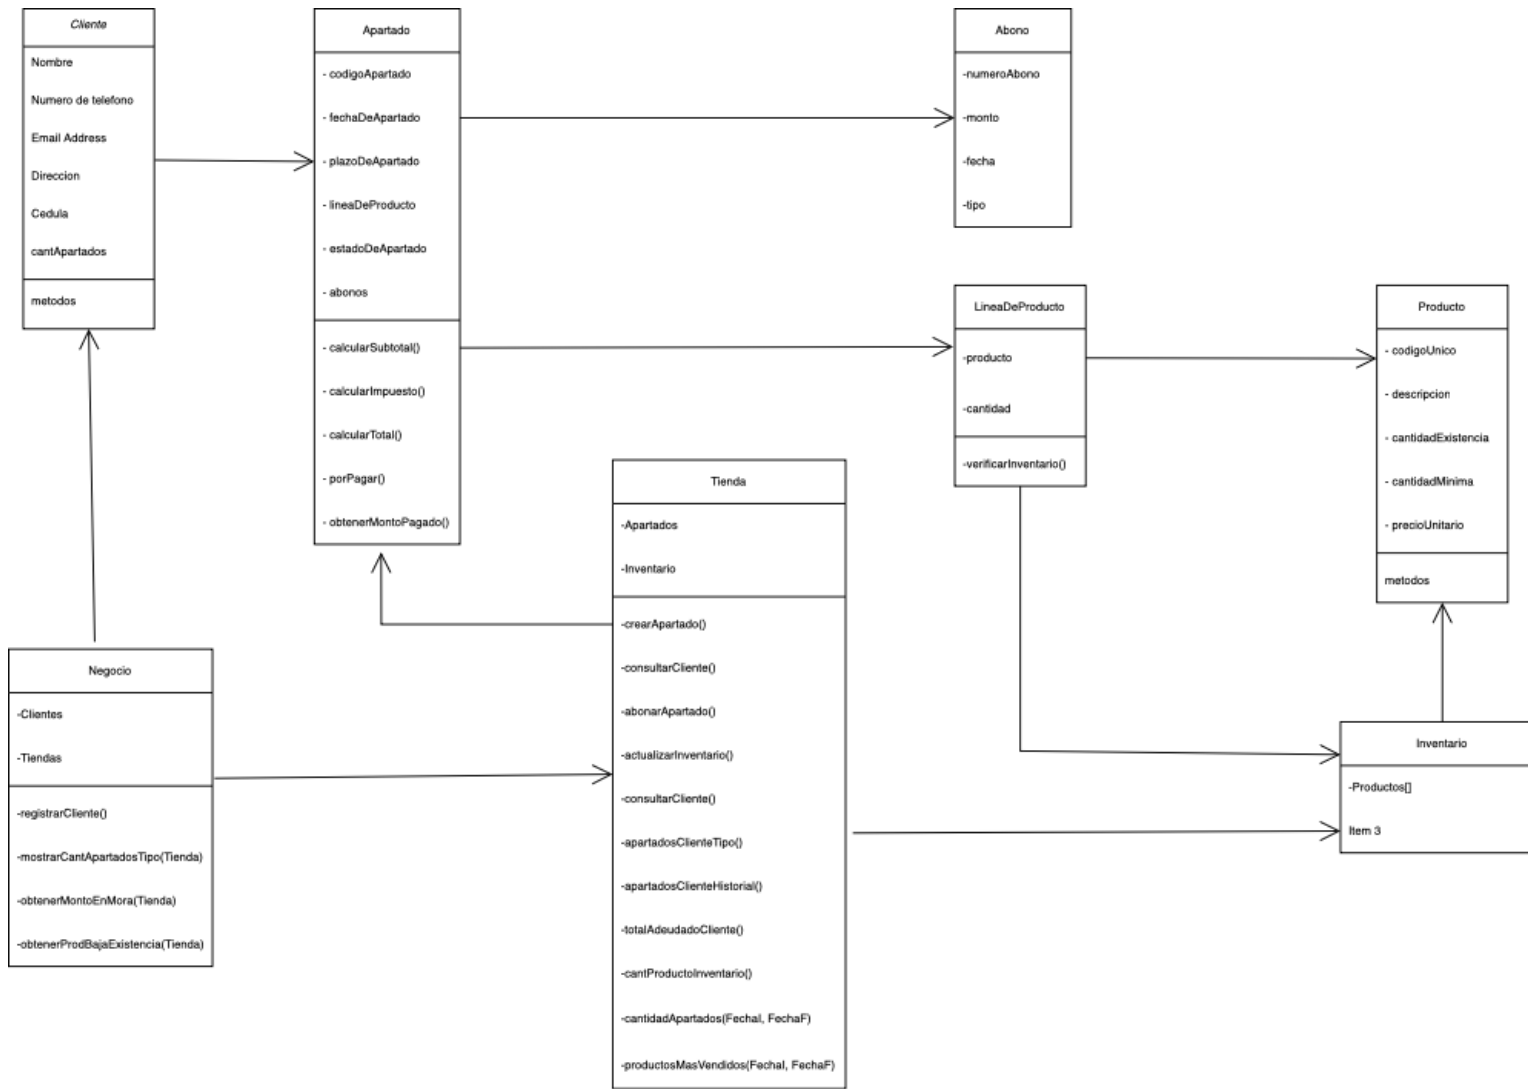 Cliente
Nombre
Numero de telefono
Email Address
Direccion
Cedula
cantApartados
metodos
Apartado
- codigoApartado
- fechaDeApartado
- plazoDeApartado
- lineaDeProducto
- estadoDeApartado
- abonos
- calcularSubtotal()
- calcularImpuesto()
- calcularTotal()
- porPagar()
- obtenerMontoPagado()
Abono
-numeroAbono
-monto
-fecha
-tipo
LineaDeProducto
-producto
-cantidad
-verificarInventario()
Producto
- codigoUnico
- descripcion
- cantidadExistencia
- cantidadMinima
- precioUnitario
metodos
Tienda
-Apartados
-Inventario
-crearApartado()
-consultarCliente()
-abonarApartado()
-actualizarInventario()
-consultarCliente()
-apartadosClienteTipo()
-apartadosClienteHistorial()
-totalAdeudadoCliente()
-cantProductoInventario()
-cantidadApartados(FechaI, FechaF)
-productosMasVendidos(FechaI, FechaF)
Negocio
-Clientes
-Tiendas
-registrarCliente()
-mostrarCantApartadosTipo(Tienda)
-obtenerMontoEnMora(Tienda)
-obtenerProdBajaExistencia(Tienda)
Inventario
-Productos[]
Item 3